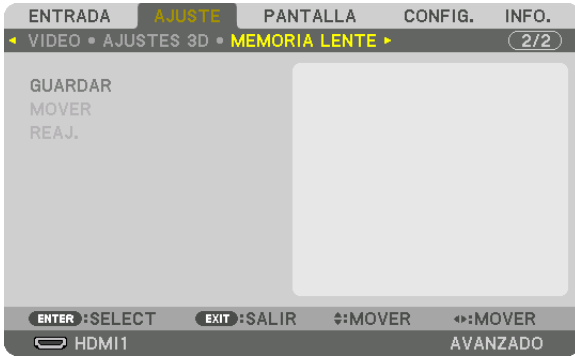 ENTRADA AJUSTE PANTALLA CONFIG. INFO.
VIDEO • AJUSTES 3D • MEMORIA LENTE 2/2
GUARDAR
MOVER
REAJ.
ENTER :SELECT EXIT :SALIR :MOVER :MOVER
HDMI1 AVANZADO